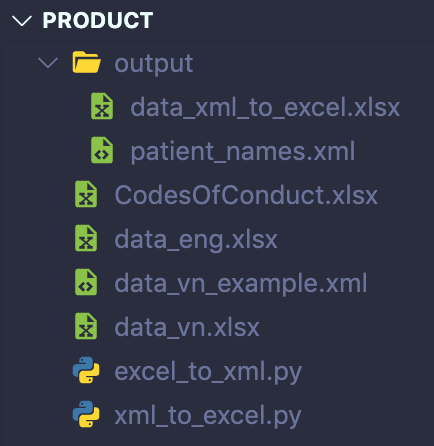 PRODUCT
output
data_xml_to_excel.xlsx
patient_names.xml
CodesOfConduct.xlsx
data_eng.xlsx
data_vn_example.xml
data_vn.xlsx
excel_to_xml.py
xml_to_excel.py